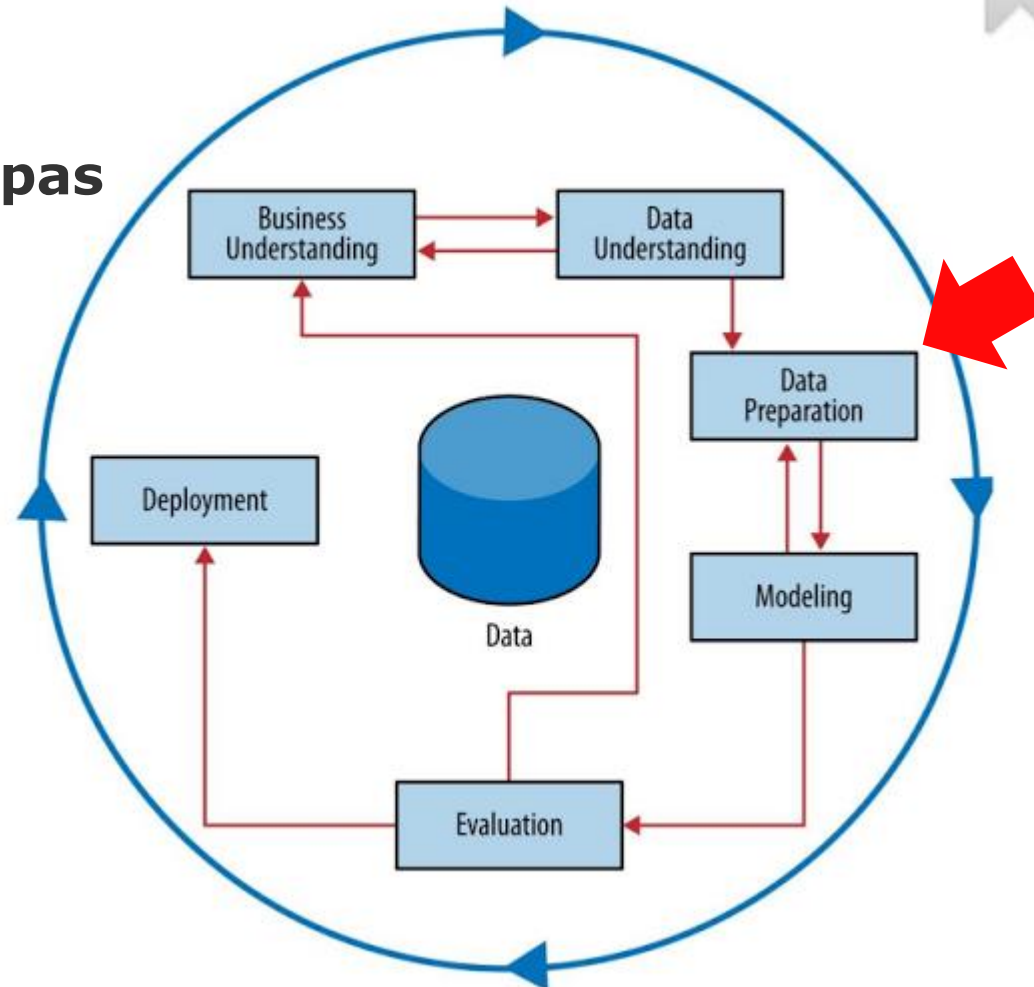 pas
Business
Understanding
Data
Understanding
Data
Preparation
Deployment
Modeling
Data
Evaluation